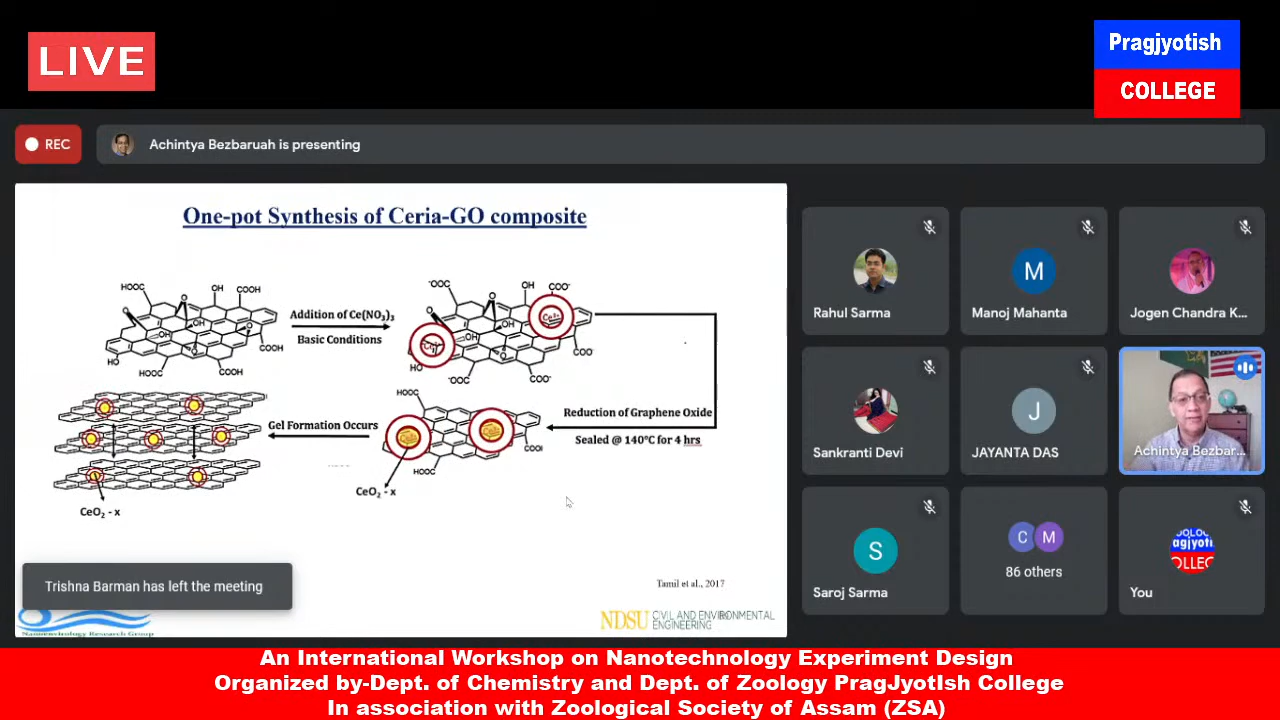 LIVE
Pragjyotish
COLLEGE
REC
Achintya Bezbaruah is presenting
One-pot Synthesis of Ceria-GO composite
HOOC
OH
COOH
O
O
OH
O
O
COOH
HO
HOOC
COOH
Addition of Ce(NO₃)₃
Basic Conditions
⁻OOC
OH
COO⁻
O
O
OH
OH
COO⁻
HO
⁻OOC
COO⁻
Reduction of Graphene Oxide
Sealed @ 140°C for 4 hrs
HOOC
COOI
HOOC
CeO₂ - x
Gel Formation Occurs
CeO₂ - x
Tamil et al., 2017
Trishna Barman has left the meeting
Nanoenvirology Research Group
NDSU CIVIL AND ENVIRONMENTAL
ENGINEERING
Rahul Sarma
M
Manoj Mahanta
Jogen Chandra K...
Sankranti Devi
J
JAYANTA DAS
Achintya Bezbar...
S
Saroj Sarma
C M
86 others
You
An International Workshop on Nanotechnology Experiment Design
Organized by-Dept. of Chemistry and Dept. of Zoology PragJyotIsh College
In association with Zoological Society of Assam (ZSA)